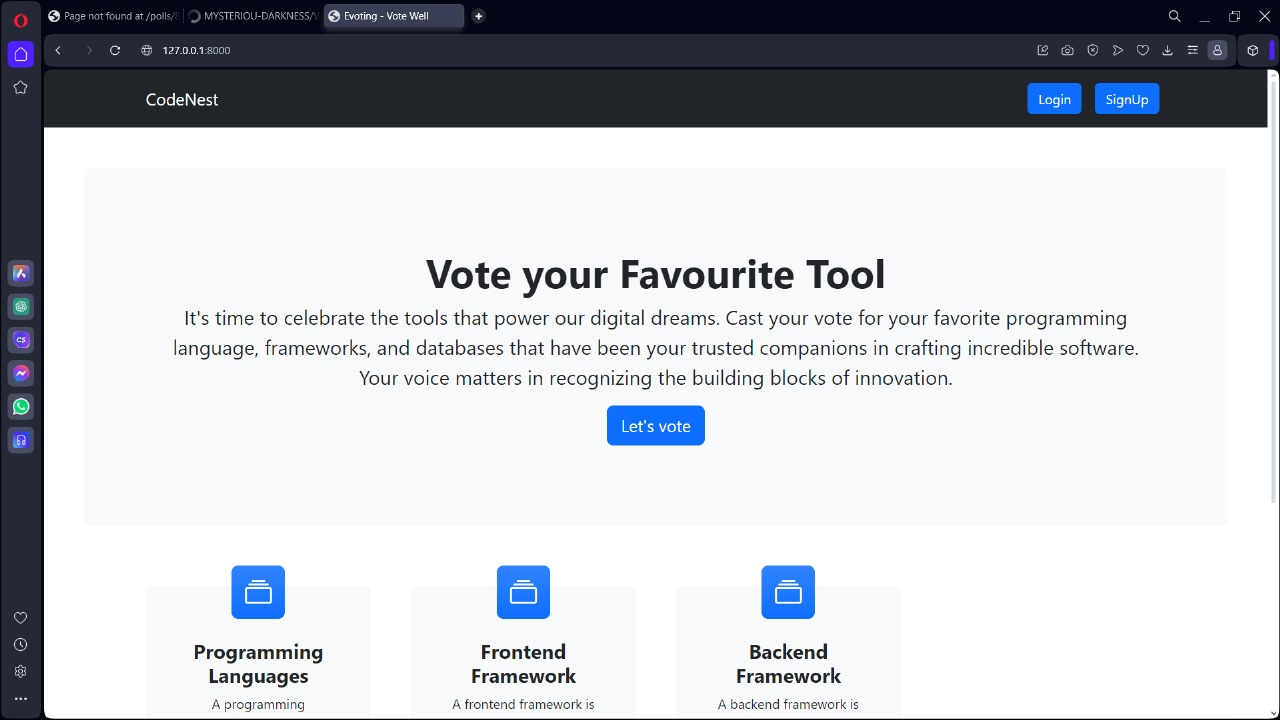 Page not found at /polls/
MYSTERIOU-DARKNESS/
Evoting - Vote Well
127.0.0.1:8000
CodeNest
Login
SignUp
Vote your Favourite Tool
It's time to celebrate the tools that power our digital dreams. Cast your vote for your favorite programming
language, frameworks, and databases that have been your trusted companions in crafting incredible software.
Your voice matters in recognizing the building blocks of innovation.
Let's vote
CS
Programming
Languages
A programming
Frontend
Framework
A frontend framework is
Backend
Framework
A backend framework is